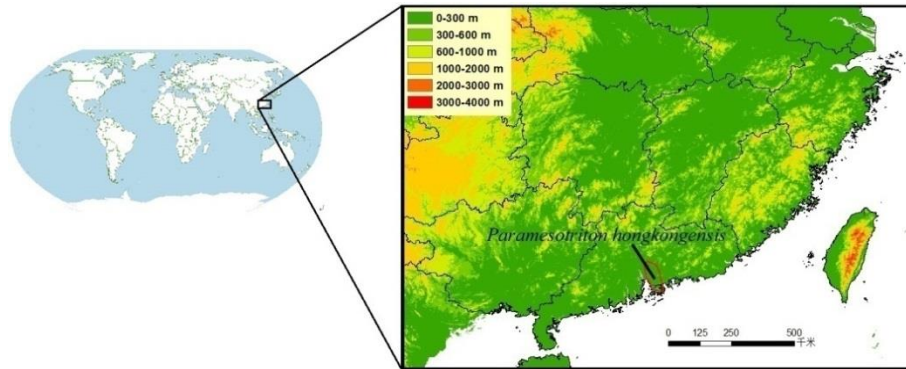 0-300 m
300-600 m
600-1000 m
1000-2000 m
2000-3000 m
3000-4000 m
Paramesotriton hongkongensis
0 125 250 500
千米